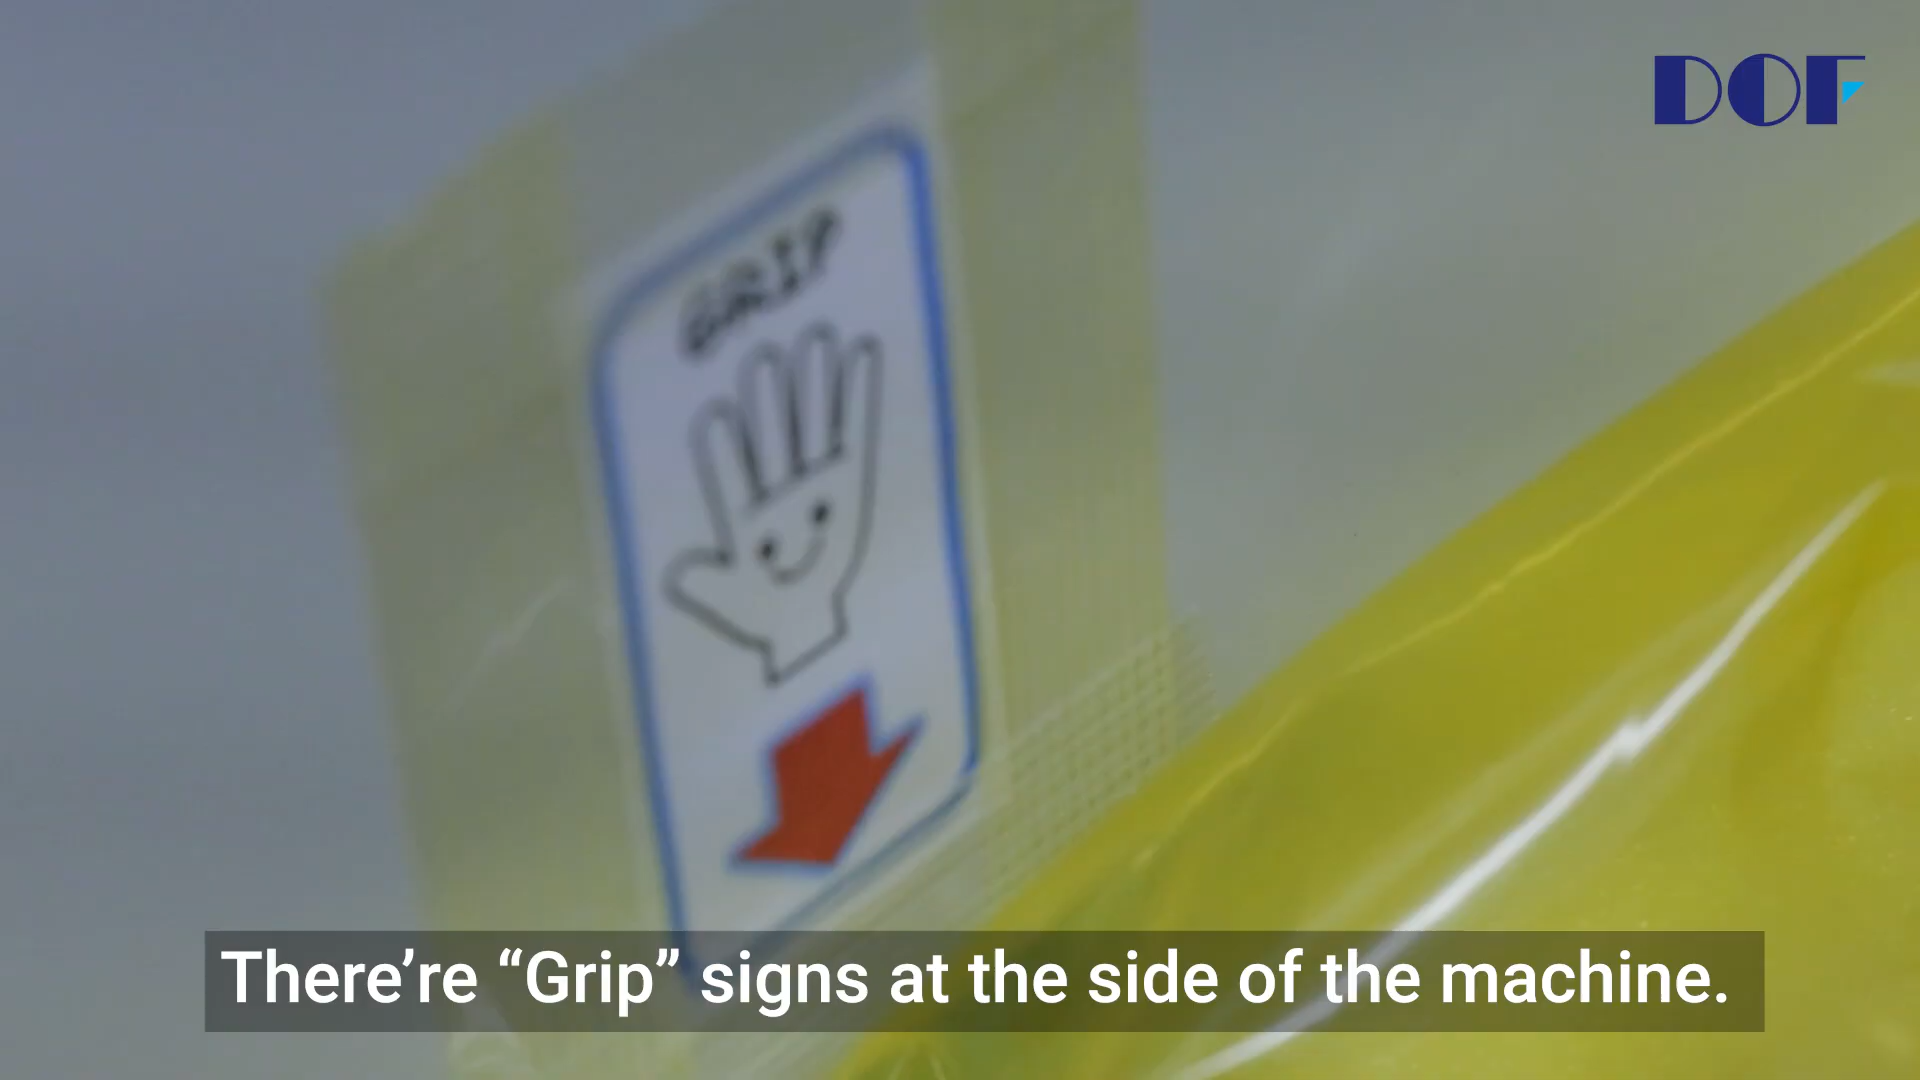 DOF
GRIP
There’re “Grip” signs at the side of the machine.